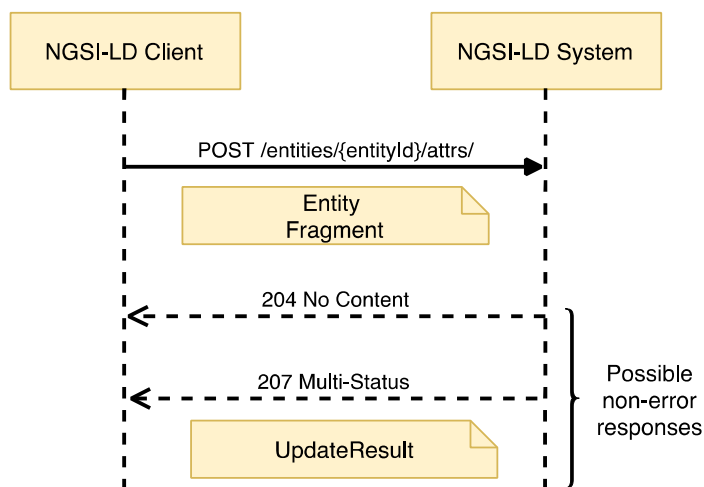 NGSI-LD Client
NGSI-LD System
POST /entities/{entityId}/attrs/
Entity
Fragment
204 No Content
207 Multi-Status
Possible
non-error
responses
UpdateResult